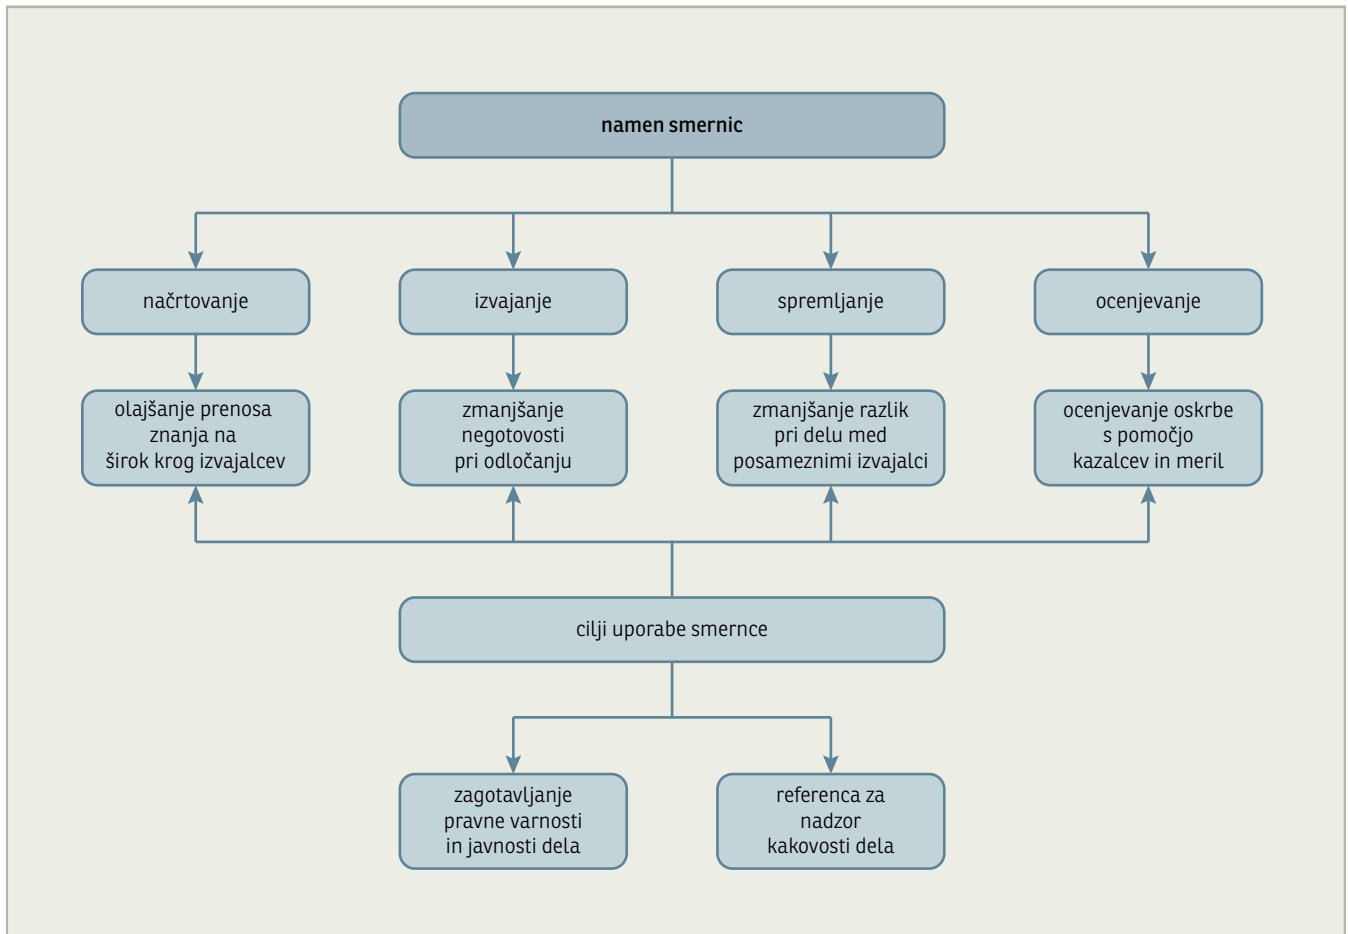 namen smernic
načrtovanje
izvajanje
spremljanje
ocenjevanje
olajšanje prenosa
znanja na
širok krog izvajalcev
zmanjšanje
negotovosti
pri odločanju
zmanjšanje razlik
pri delu med
posameznimi izvajalci
ocenjevanje oskrbe
s pomočjo
kazalcev in meril
cilji uporabe smernce
zagotavljanje
pravne varnosti
in javnosti dela
referenca za
nadzor
kakovosti dela